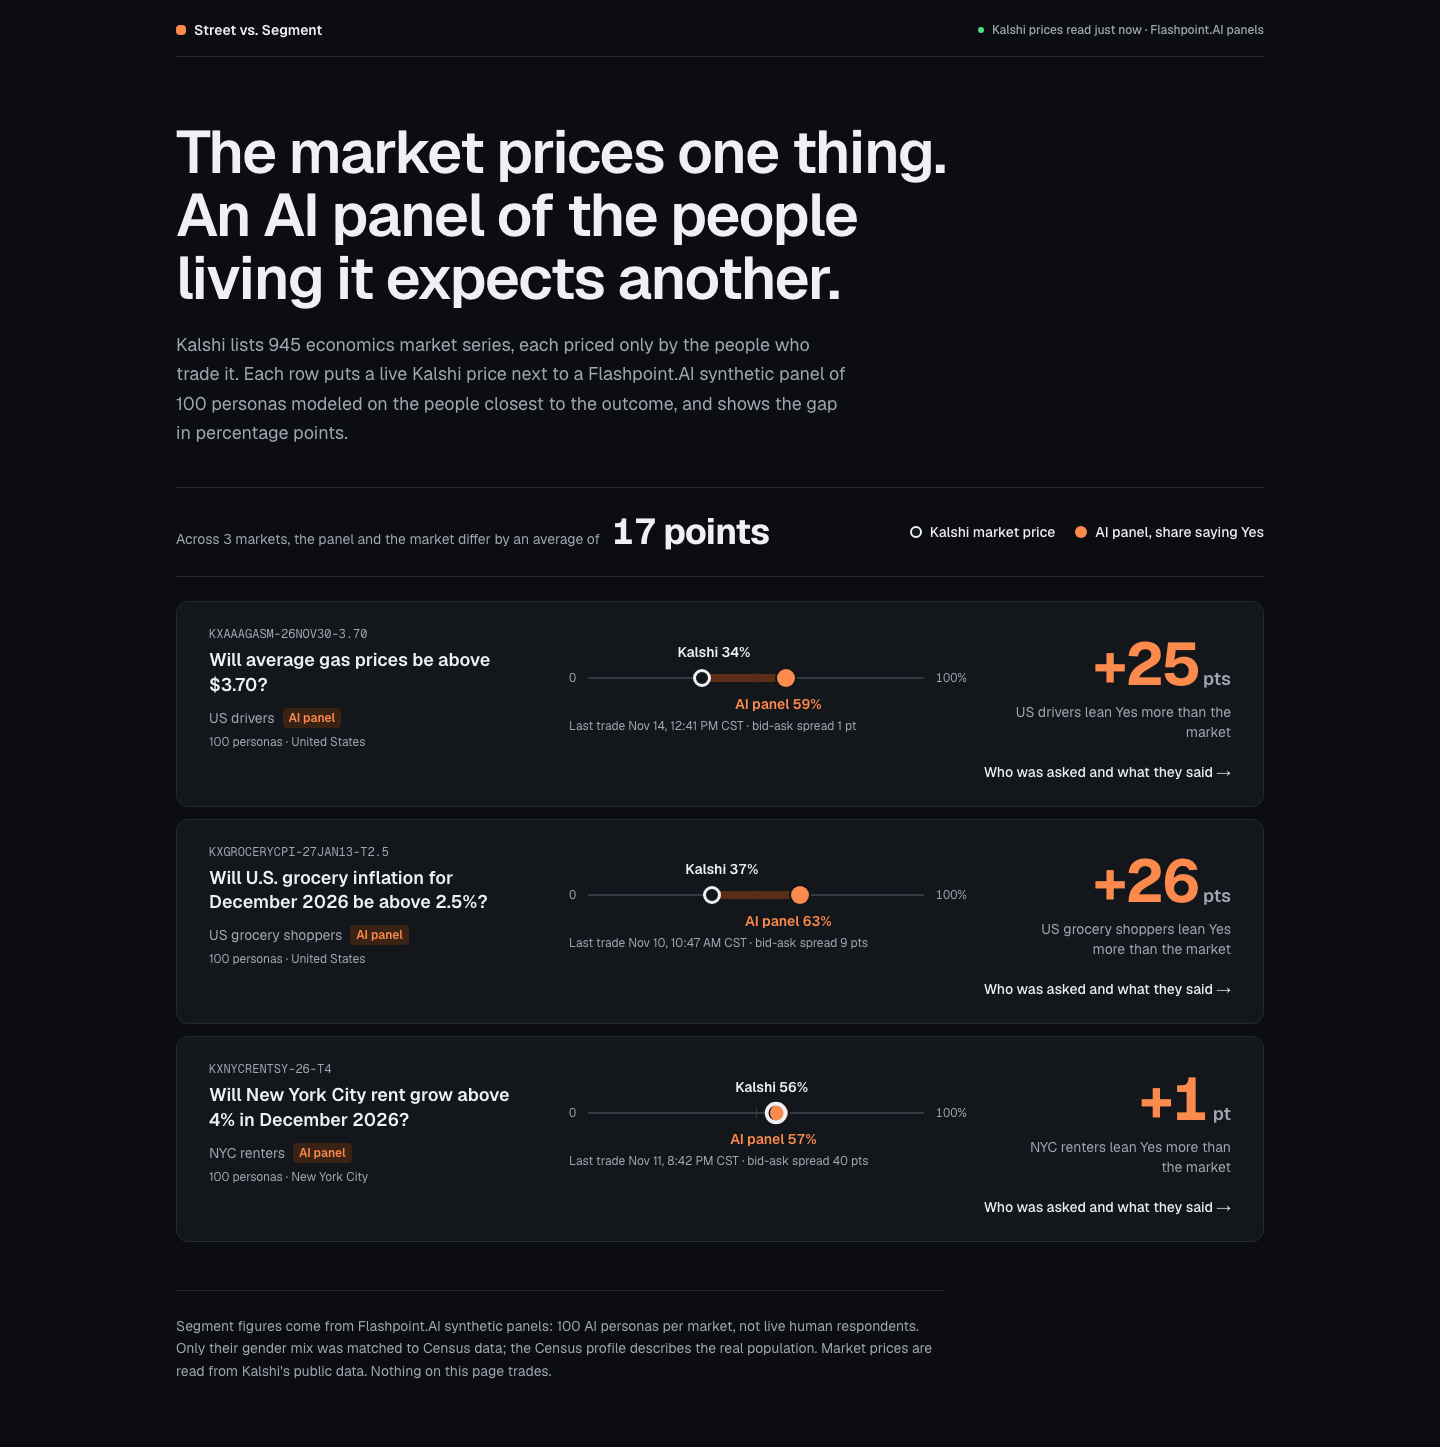 Street vs. Segment
Kalshi prices read just now · Flashpoint.AI panels
The market prices one thing.
An AI panel of the people
living it expects another.
Kalshi lists 945 economics market series, each priced only by the people who
trade it. Each row puts a live Kalshi price next to a Flashpoint.AI synthetic panel of
100 personas modeled on the people closest to the outcome, and shows the gap
in percentage points.
Across 3 markets, the panel and the market differ by an average of 17 points
Kalshi market price
AI panel, share saying Yes
KXAAAGASM-26NOV30-3.70
Will average gas prices be above
$3.70?
US drivers AI panel
100 personas · United States
Kalshi 34%
0
100%
AI panel 59%
Last trade Nov 14, 12:41 PM CST · bid-ask spread 1 pt
+25 pts
US drivers lean Yes more than the
market
Who was asked and what they said →
KXGROCERYCPI-27JAN13-T2.5
Will U.S. grocery inflation for
December 2026 be above 2.5%?
US grocery shoppers AI panel
100 personas · United States
Kalshi 37%
0
100%
AI panel 63%
Last trade Nov 10, 10:47 AM CST · bid-ask spread 9 pts
+26 pts
US grocery shoppers lean Yes
more than the market
Who was asked and what they said →
KXNYCRENTSY-26-T4
Will New York City rent grow above
4% in December 2026?
NYC renters AI panel
100 personas · New York City
Kalshi 56%
0
100%
AI panel 57%
Last trade Nov 11, 8:42 PM CST · bid-ask spread 40 pts
+1 pt
NYC renters lean Yes more than
the market
Who was asked and what they said →
Segment figures come from Flashpoint.AI synthetic panels: 100 AI personas per market, not live human respondents.
Only their gender mix was matched to Census data; the Census profile describes the real population. Market prices are
read from Kalshi's public data. Nothing on this page trades.